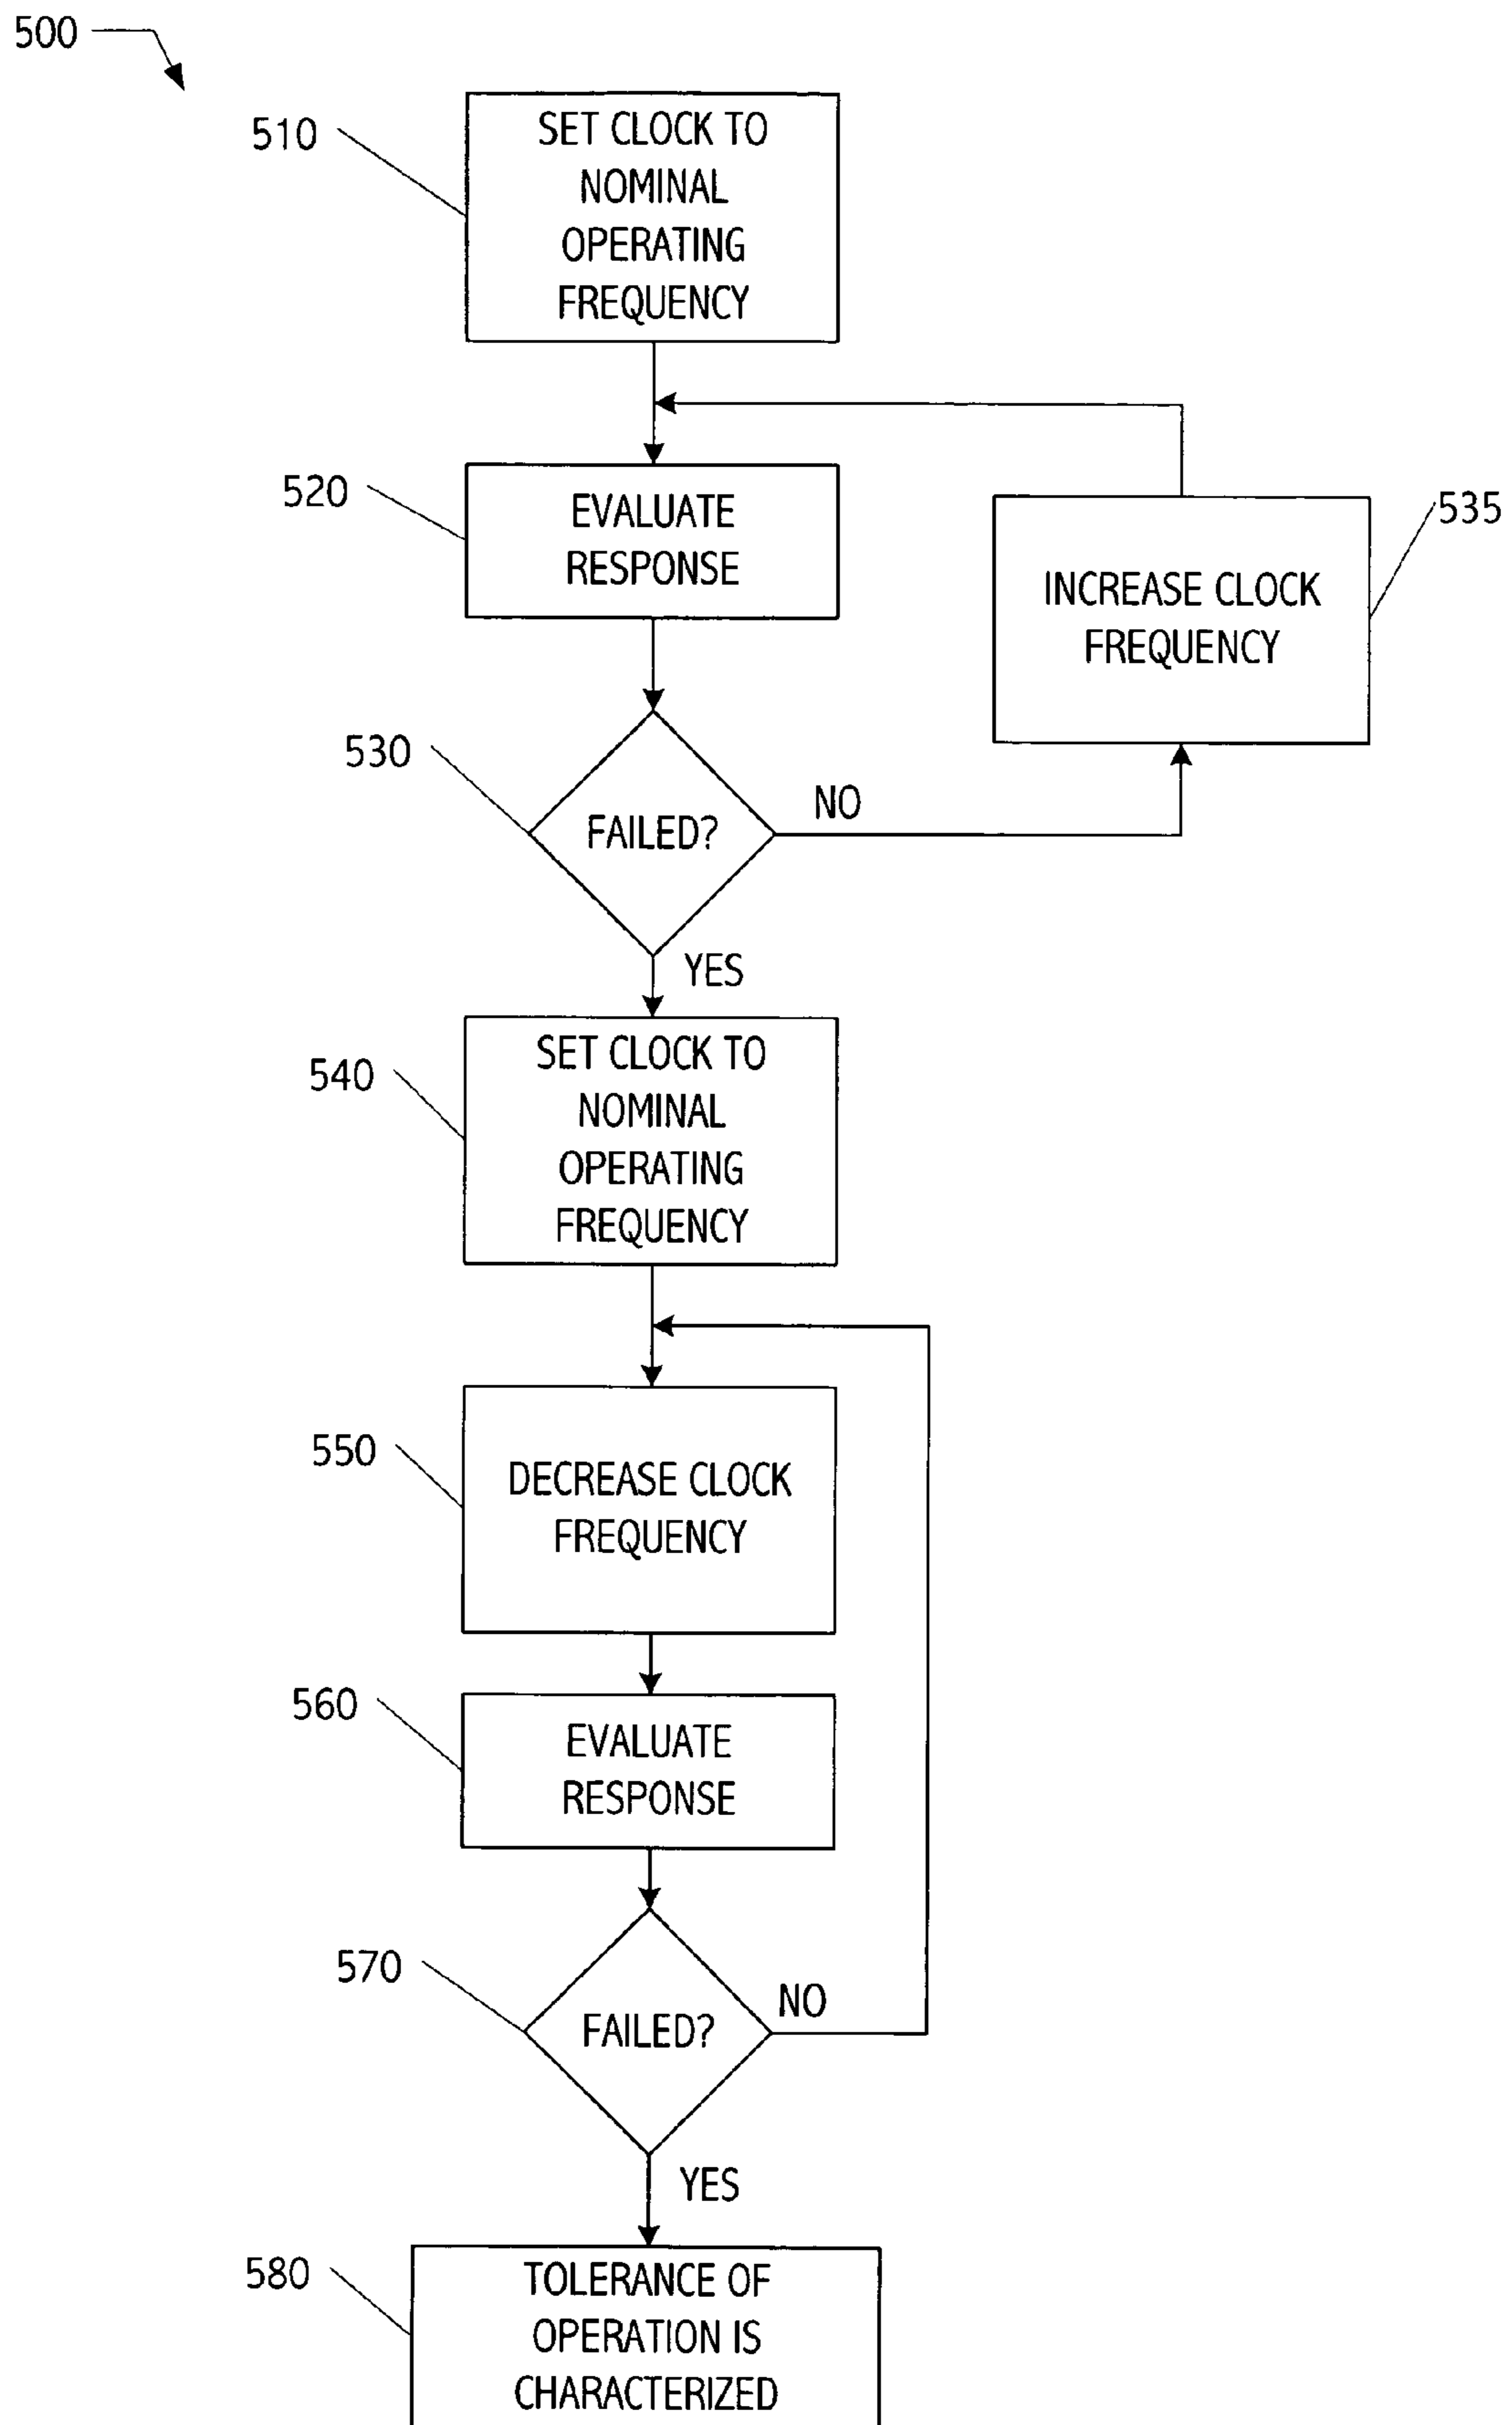 500
510
SET CLOCK TO
NOMINAL
OPERATING
FREQUENCY
520
EVALUATE
RESPONSE
535
INCREASE CLOCK
FREQUENCY
530
FAILED?
NO
YES
540
SET CLOCK TO
NOMINAL
OPERATING
FREQUENCY
550
DECREASE CLOCK
FREQUENCY
560
EVALUATE
RESPONSE
570
FAILED?
NO
YES
580
TOLERANCE OF
OPERATION IS
CHARACTERIZED